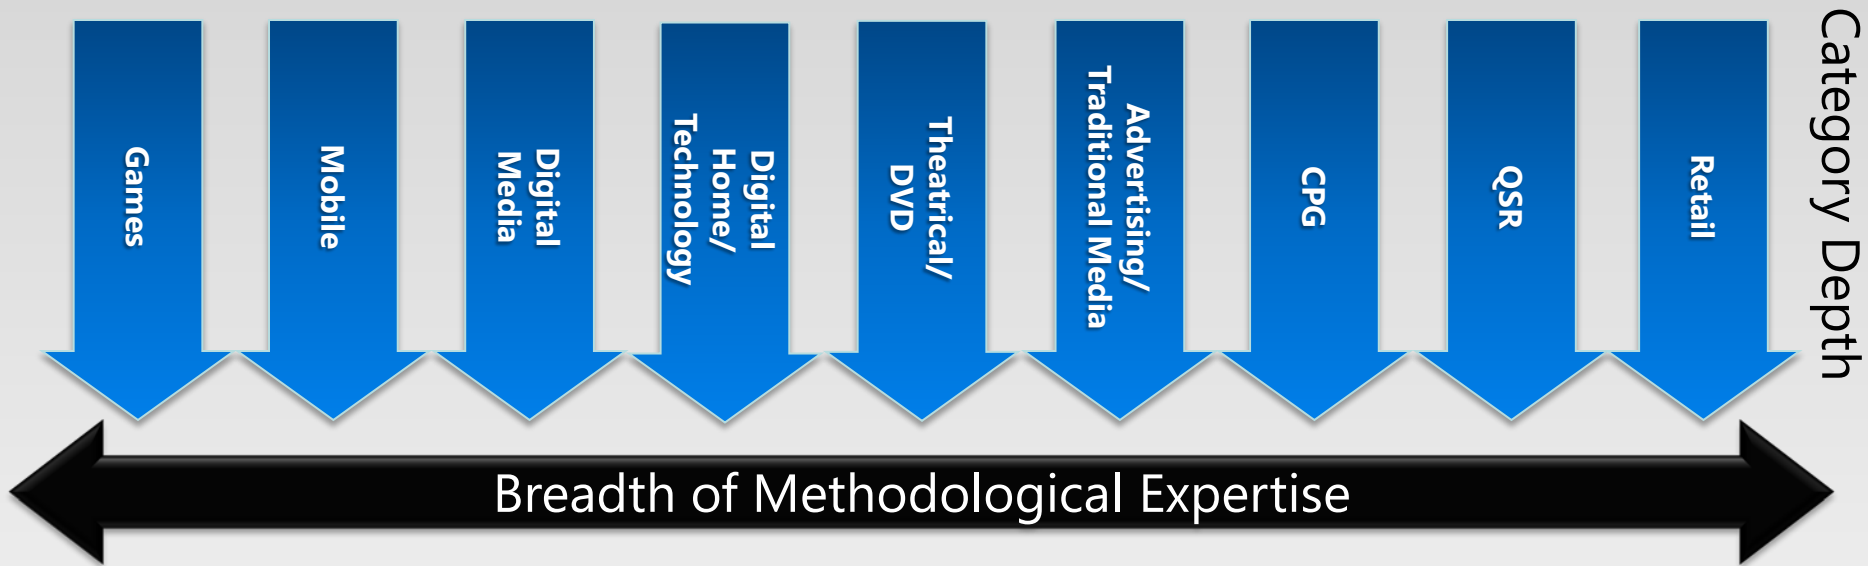 Games
Mobile
Digital
Media
Digital
Home/
Technology
Theatrical/
DVD
Advertising/
Traditional Media
CPG
QSR
Retail
Category Depth
Breadth of Methodological Expertise